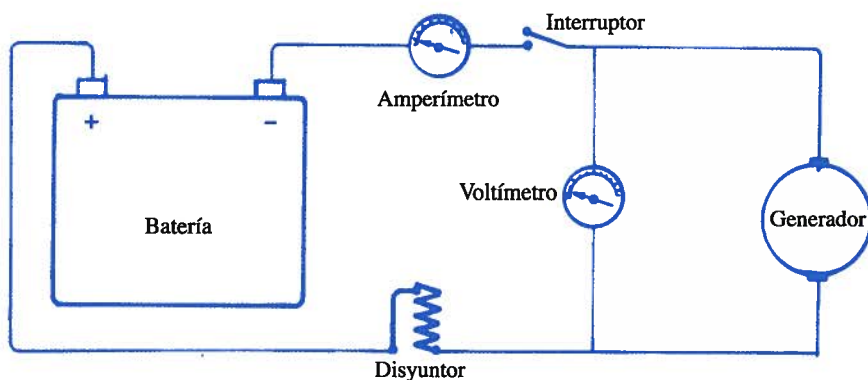 Interruptor
Amperímetro
+ −
Batería
Voltímetro
Generador
Disyuntor